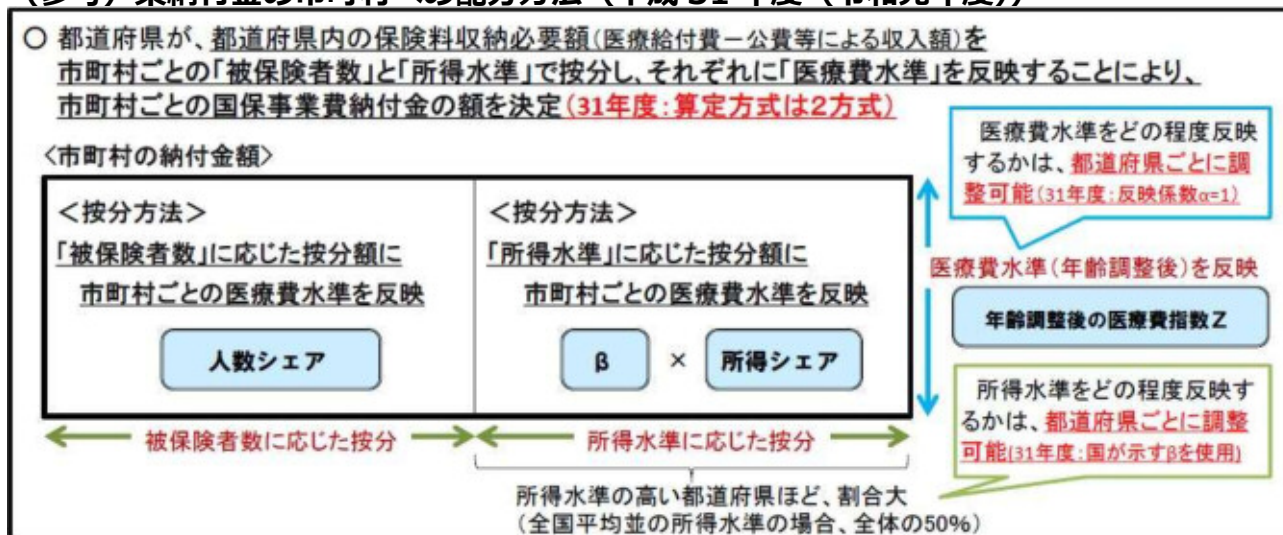 ○ 都道府県が、都道府県内の保険料収納必要額(医療給付費－公費等による収入額)を
市町村ごとの「被保険者数」と「所得水準」で按分し、それぞれに「医療費水準」を反映することにより、
市町村ごとの国保事業費納付金の額を決定(31年度：算定方式は2方式)
<市町村の納付金額>
＜按分方法＞
「被保険者数」に応じた按分額に
市町村ごとの医療費水準を反映
人数シェア
＜按分方法＞
「所得水準」に応じた按分額に
市町村ごとの医療費水準を反映
β × 所得シェア
医療費水準をどの程度反映
するかは、都道府県ごとに調
整可能(31年度：反映係数α=1)
医療費水準(年齢調整後)を反映
年齢調整後の医療費指数Z
所得水準をどの程度反映す
るかは、都道府県ごとに調整
可能(31年度：国が示すβを使用)
被保険者数に応じた按分
所得水準に応じた按分
所得水準の高い都道府県ほど、割合大
(全国平均並の所得水準の場合、全体の50%)